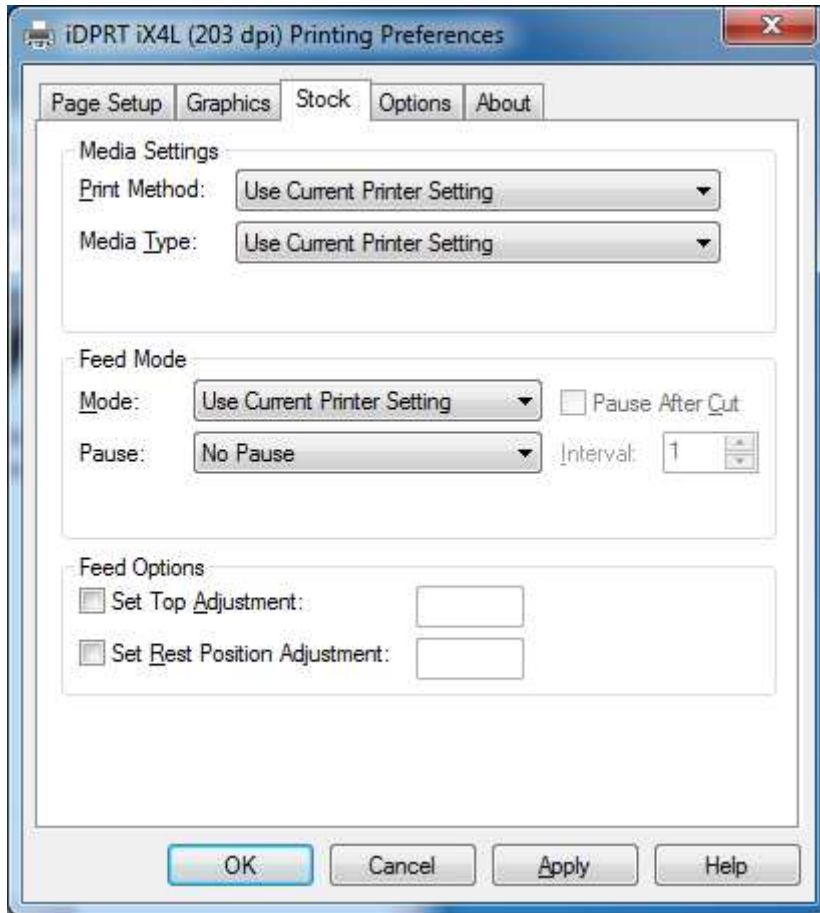 iDPRT iX4L (203 dpi) Printing Preferences
Page Setup Graphics Stock Options About
Media Settings
Print Method: Use Current Printer Setting
Media Type: Use Current Printer Setting
Feed Mode
Mode: Use Current Printer Setting Pause After Cut
Pause: No Pause Interval: 1
Feed Options
Set Top Adjustment:
Set Rest Position Adjustment:
OK Cancel Apply Help